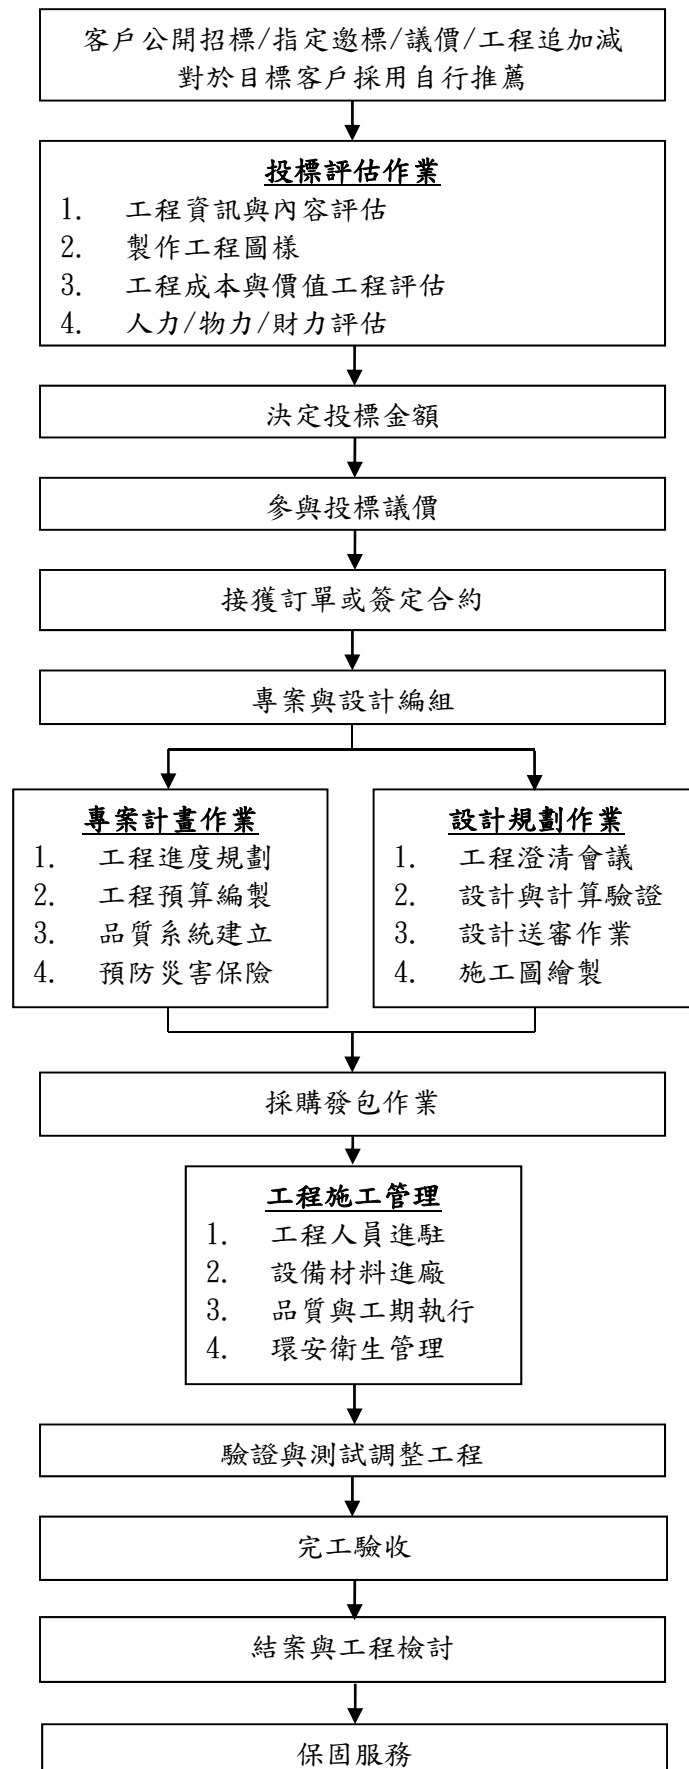 客戶公開招標/指定邀標/議價/工程追加減
對於目標客戶採用自行推薦
投標評估作業
1. 工程資訊與內容評估
2. 製作工程圖樣
3. 工程成本與價值工程評估
4. 人力/物力/財力評估
決定投標金額
參與投標議價
接獲訂單或簽定合約
專案與設計編組
專案計畫作業
1. 工程進度規劃
2. 工程預算編製
3. 品質系統建立
4. 預防災害保險
設計規劃作業
1. 工程澄清會議
2. 設計與計算驗證
3. 設計送審作業
4. 施工圖繪製
採購發包作業
工程施工管理
1. 工程人員進駐
2. 設備材料進廠
3. 品質與工期執行
4. 環安衛生管理
驗證與測試調整工程
完工驗收
結案與工程檢討
保固服務